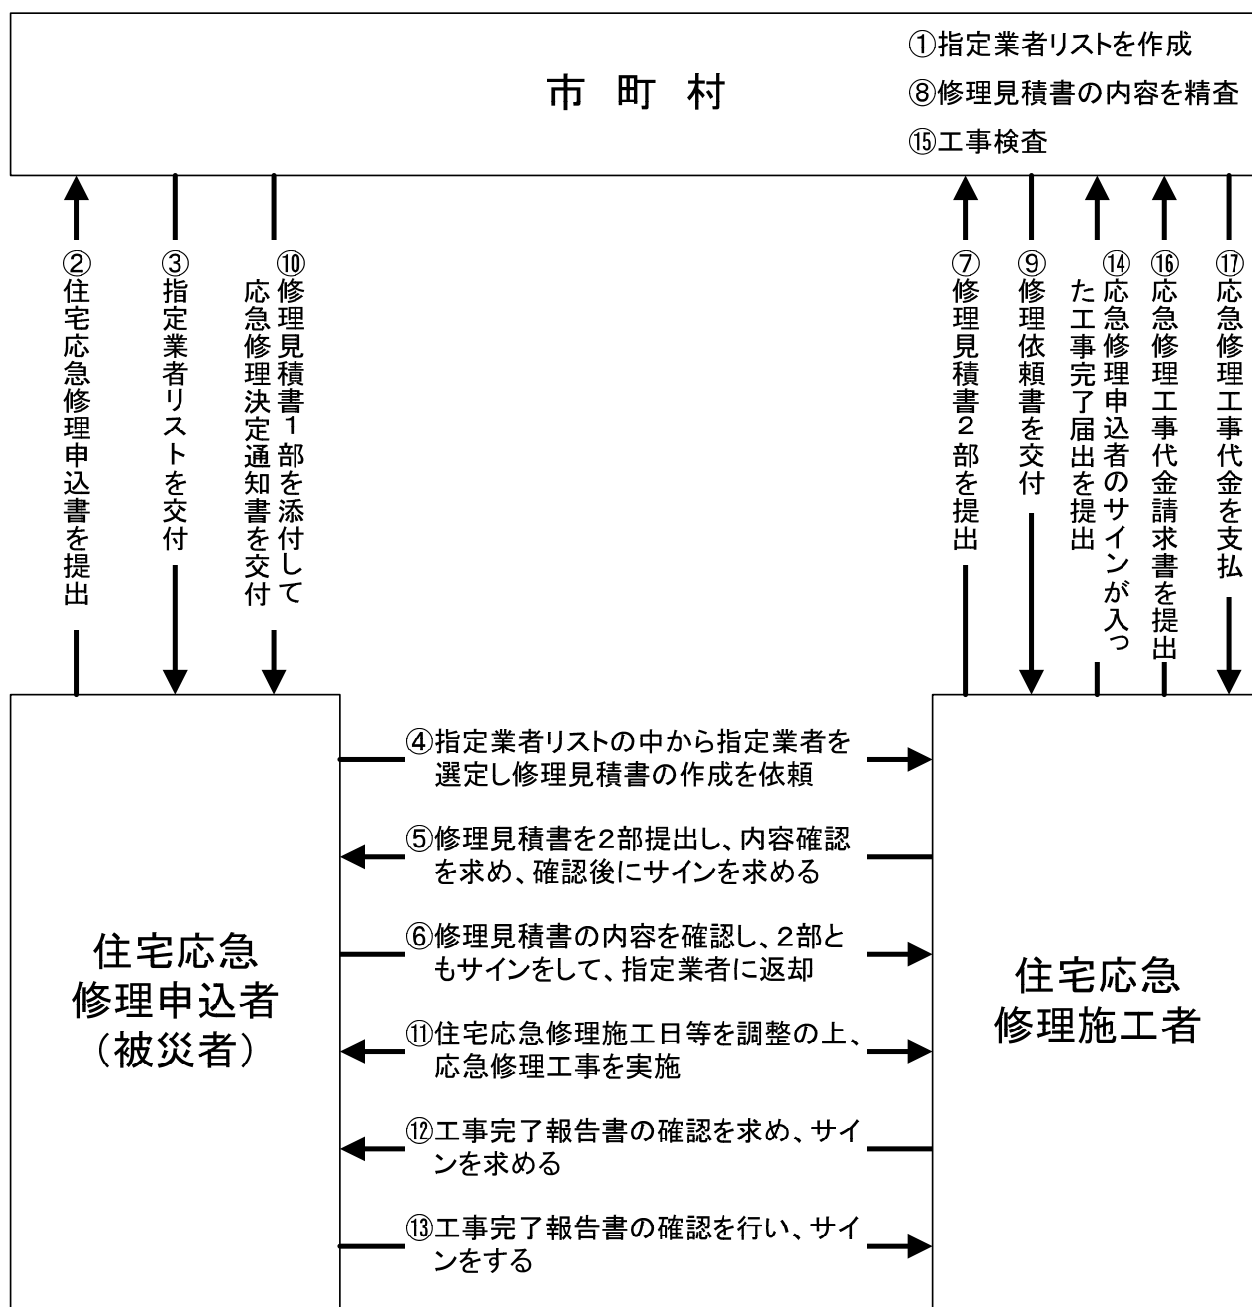 市町村
①指定業者リストを作成
⑧修理見積書の内容を精査
⑮工事検査
②住宅応急修理申込書を提出
③指定業者リストを交付
⑩修理見積書1部を添付して
応急修理決定通知書を交付
⑦修理見積書2部を提出
⑨修理依頼書を交付
⑭応急修理申込者のサインが入っ
た工事完了届出を提出
⑯応急修理工事代金請求書を提出
⑰応急修理工事代金を支払
④指定業者リストの中から指定業者を
選定し修理見積書の作成を依頼
⑤修理見積書を2部提出し、内容確認
を求め、確認後にサインを求める
⑥修理見積書の内容を確認し、2部と
もサインをして、指定業者に返却
⑪住宅応急修理施工日等を調整の上、
応急修理工事を実施
⑫工事完了報告書の確認を求め、サイ
ンを求める
⑬工事完了報告書の確認を行い、サイ
ンをする
住宅応急
修理申込者
（被災者）
住宅応急
修理施工者